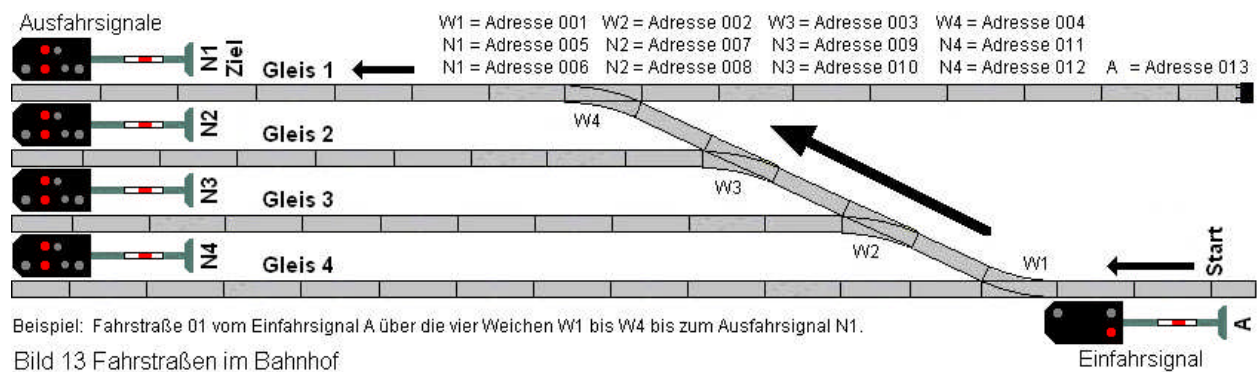 Ausfahrsignale
W1 = Adresse 001 W2 = Adresse 002 W3 = Adresse 003 W4 = Adresse 004
N1 = Adresse 005 N2 = Adresse 007 N3 = Adresse 009 N4 = Adresse 011
N1 = Adresse 006 N2 = Adresse 008 N3 = Adresse 010 N4 = Adresse 012 A = Adresse 013
N1
Ziel
Gleis 1
W4
N2
Gleis 2
W3
N3
Gleis 3
W2
N4
Gleis 4
W1
Start
A
Beispiel: Fahrstraße 01 vom Einfahrsignal A über die vier Weichen W1 bis W4 bis zum Ausfahrsignal N1.
Bild 13 Fahrstraßen im Bahnhof
Einfahrsignal